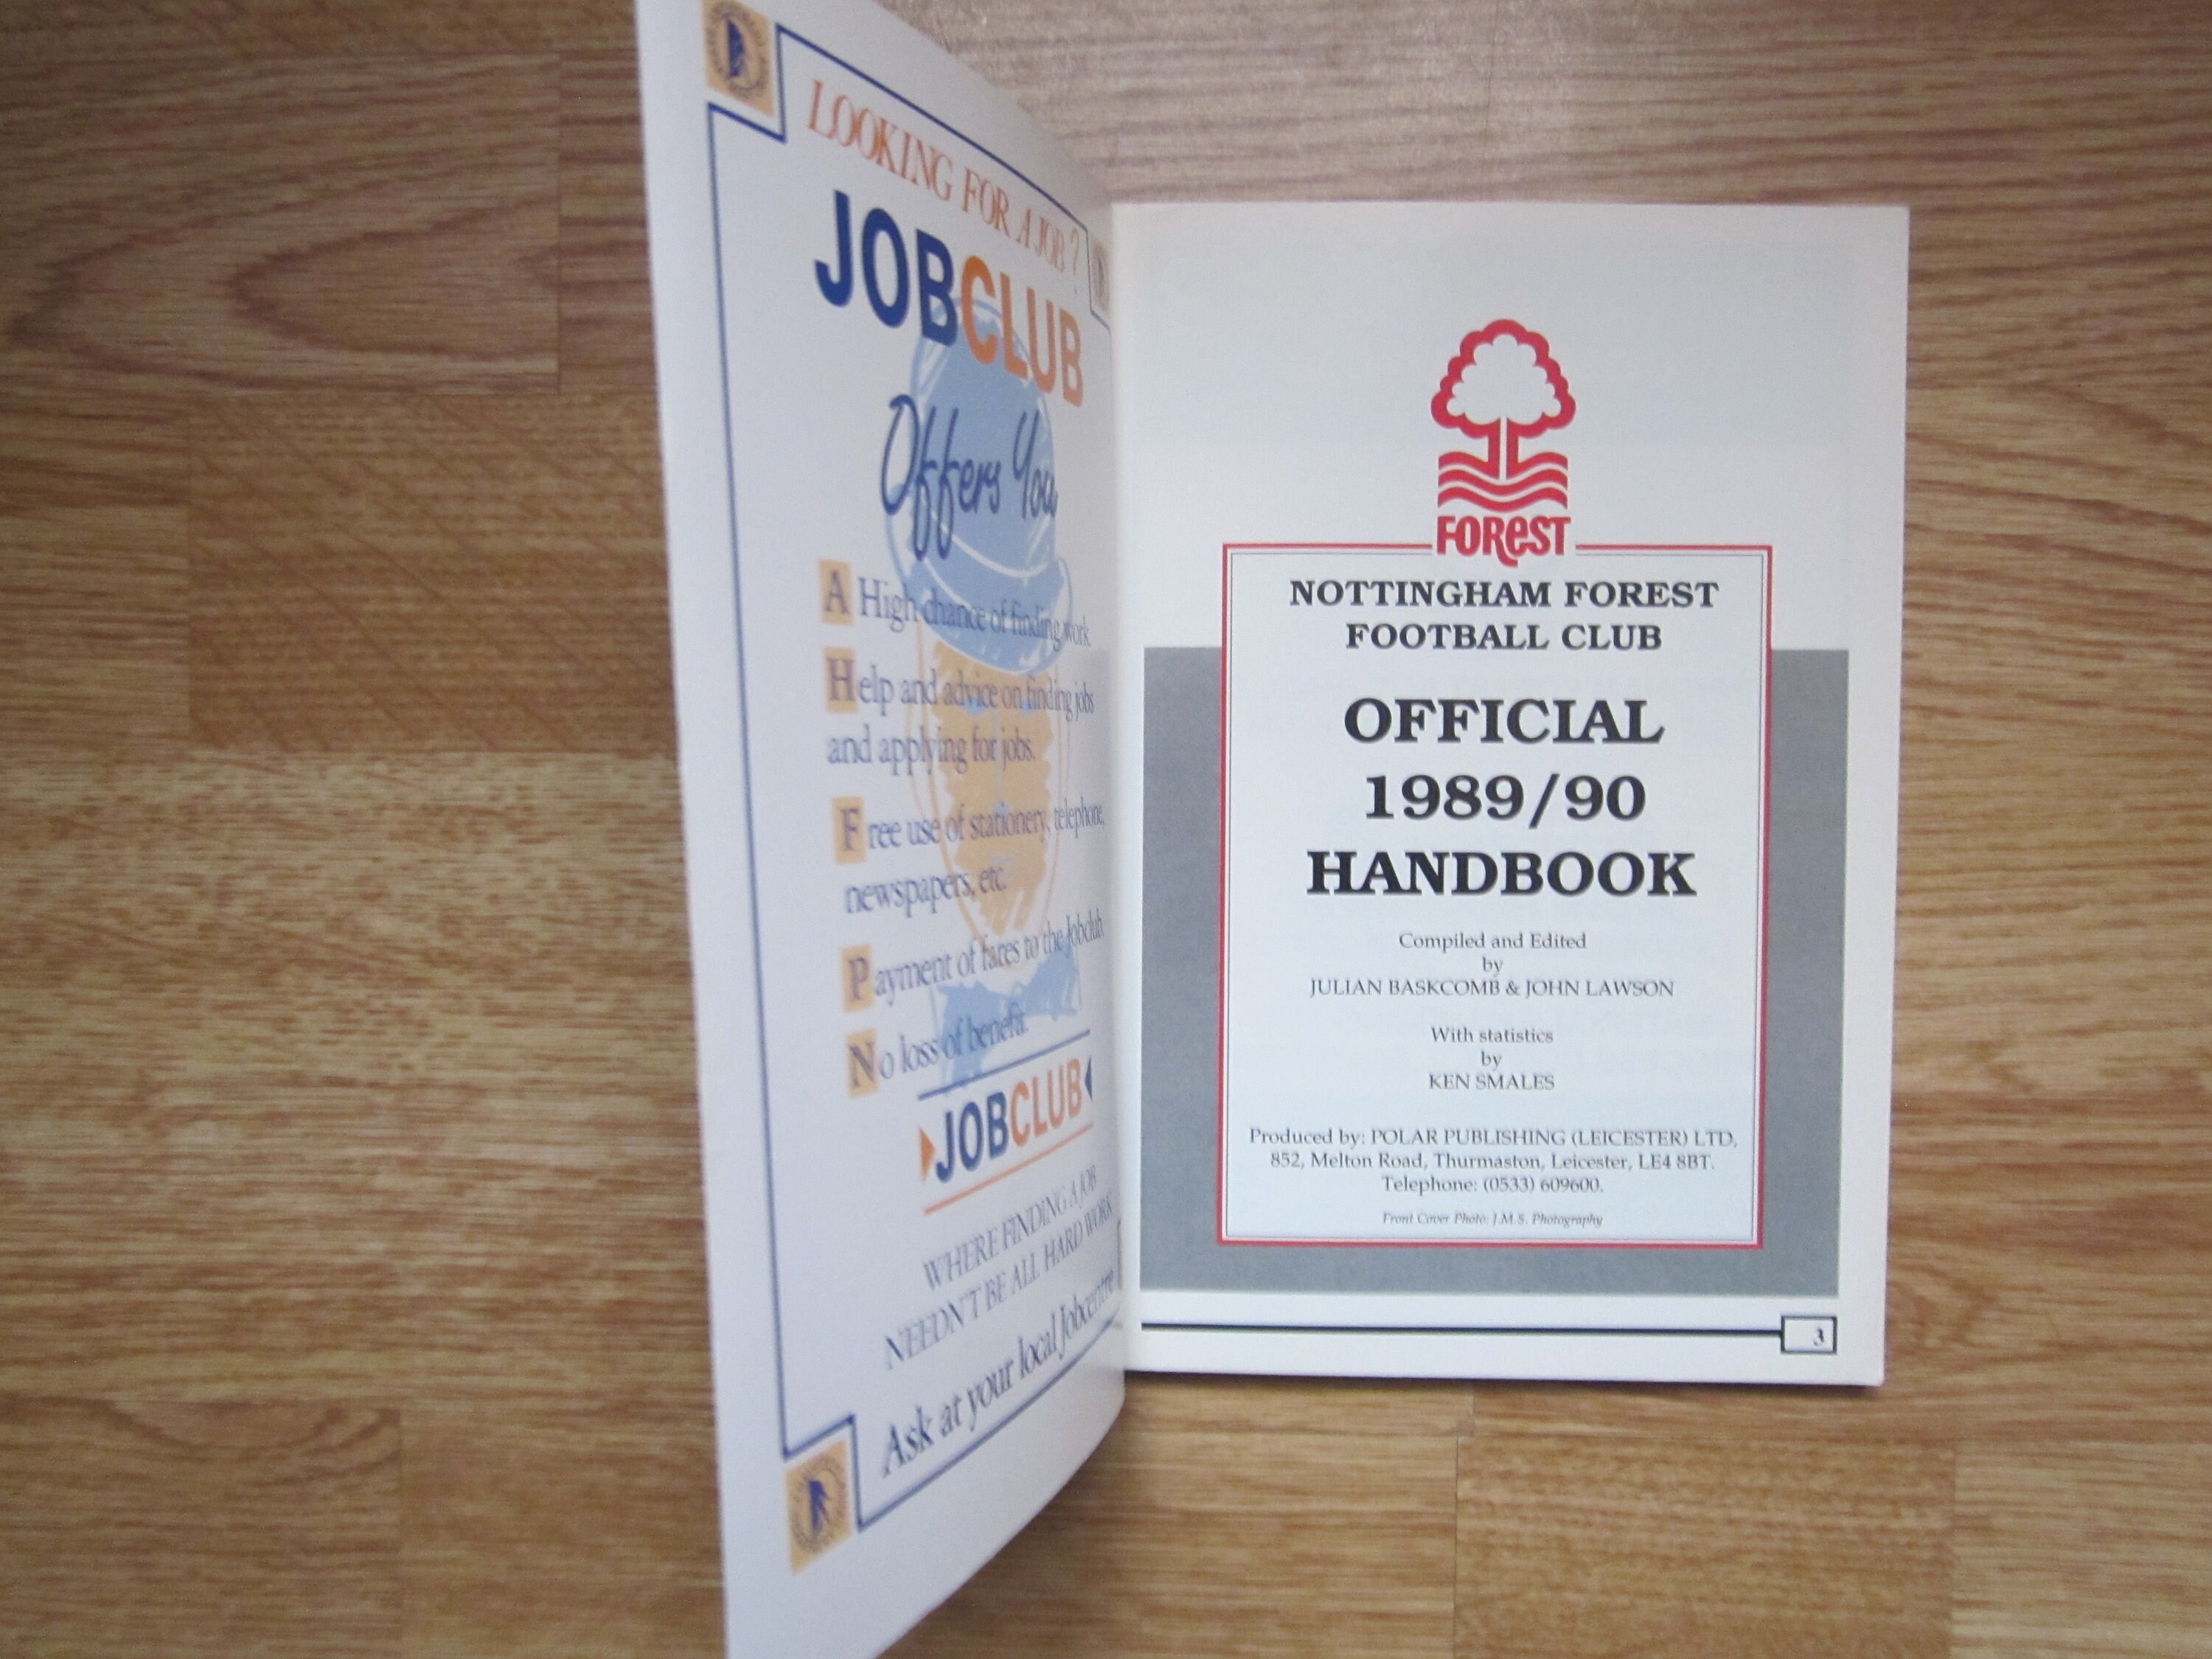 LOOKING FOR A JOB ?
JOBCLUB
Offers You
A High chance of finding work.
Help and advice on finding jobs
and applying for jobs.
Free use of stationery, telephone,
newspapers, etc.
Payment of fares to the Jobclub.
No loss of benefit.
JOBCLUB
WHERE FINDING A JOB
NEEDN'T BE ALL HARD WORK
Ask at your local Jobcentre
FOREST
NOTTINGHAM FOREST
FOOTBALL CLUB
OFFICIAL
1989/90
HANDBOOK
Compiled and Edited
by
JULIAN BASKCOMB & JOHN LAWSON
With statistics
by
KEN SMALES
Produced by: POLAR PUBLISHING (LEICESTER) LTD,
852, Melton Road, Thurmaston, Leicester, LE4 8BT.
Telephone: (0533) 609600.
Front Cover Photo: J.M.S. Photography
3